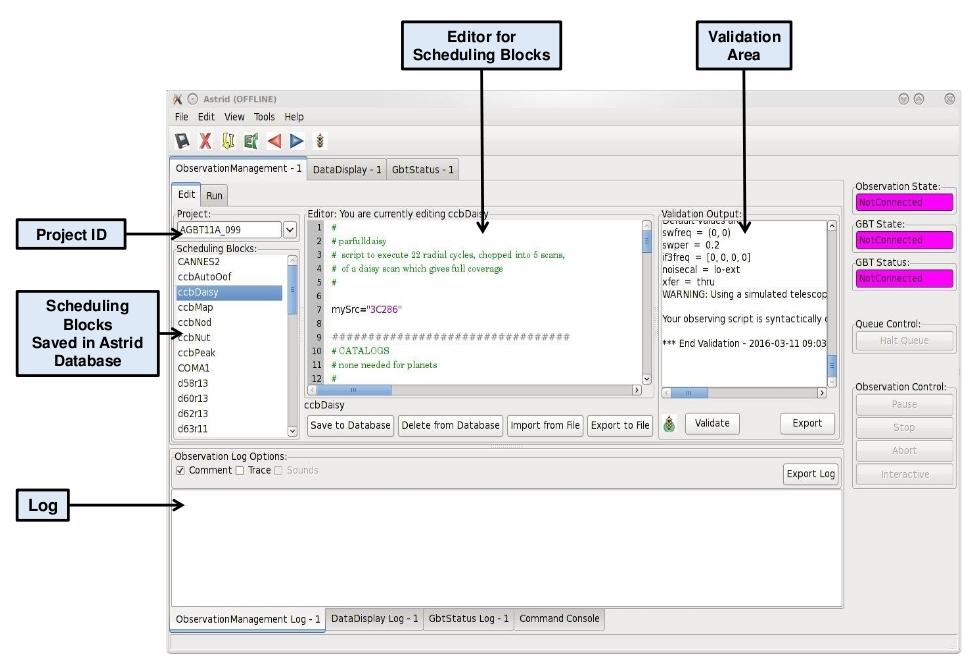 Editor for
Scheduling Blocks
Validation
Area
Astrid (OFFLINE)
File Edit View Tools Help
ObservationManagement - 1 DataDisplay - 1 GbtStatus - 1
Edit Run
Project:
AGBT11A_099
Project ID
Scheduling Blocks:
CANNES2
ccbAutoOof
ccbDaisy
ccbMap
ccbNod
ccbNut
ccbPeak
COMA1
d58r13
d60r13
d62r13
d63r11
Scheduling
Blocks
Saved in Astrid
Database
Editor: You are currently editing ccbDaisy
1 #
2 # parfulldaisy
3 # script to execute 22 radial cycles, chopped into 5 scans,
4 # of a daisy scan which gives full coverage
5 #
6
7 mySrc="3C286"
8
9 #################################
10 # CATALOGS
11 # none needed for planets
12 #
ccbDaisy
Save to Database Delete from Database Import from File Export to File
Validation Output:
Default values are
swfreq = (0, 0)
swper = 0.2
if3freq = [0, 0, 0, 0]
noisecal = lo-ext
xfer = thru
WARNING: Using a simulated telescop
Your observing script is syntactically c
*** End Validation - 2016-03-11 09:03
Validate Export
Observation State:
NotConnected
GBT State:
NotConnected
GBT Status:
NotConnected
Queue Control:
Halt Queue
Observation Control:
Pause
Stop
Abort
Interactive
Observation Log Options:
Comment Trace Sounds
Export Log
Log
ObservationManagement Log - 1 DataDisplay Log - 1 GbtStatus Log - 1 Command Console